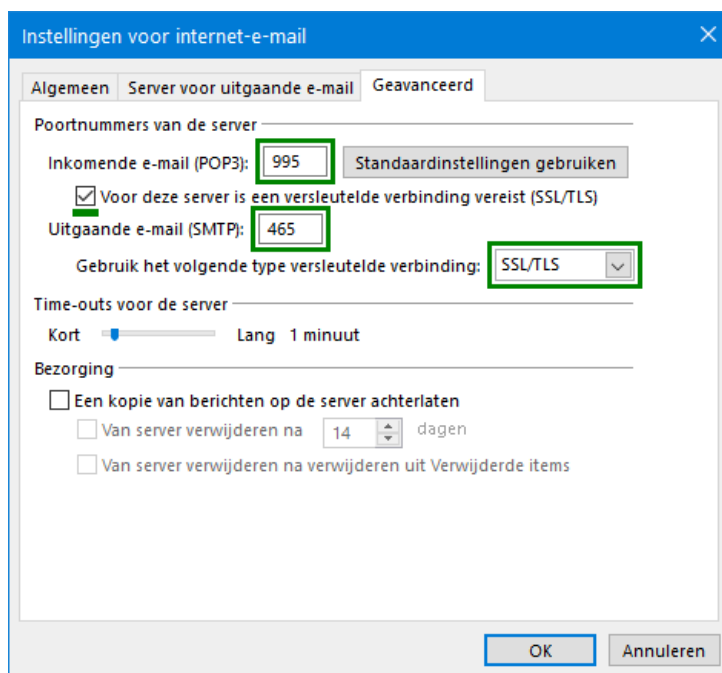 Instellingen voor internet-e-mail
Algemeen Server voor uitgaande e-mail Geavanceerd
Poortnummers van de server
Inkomende e-mail (POP3): 995 Standaardinstellingen gebruiken
Voor deze server is een versleutelde verbinding vereist (SSL/TLS)
Uitgaande e-mail (SMTP): 465
Gebruik het volgende type versleutelde verbinding: SSL/TLS
Time-outs voor de server
Kort Lang 1 minuut
Bezorging
Een kopie van berichten op de server achterlaten
Van server verwijderen na 14 dagen
Van server verwijderen na verwijderen uit Verwijderde items
OK Annuleren